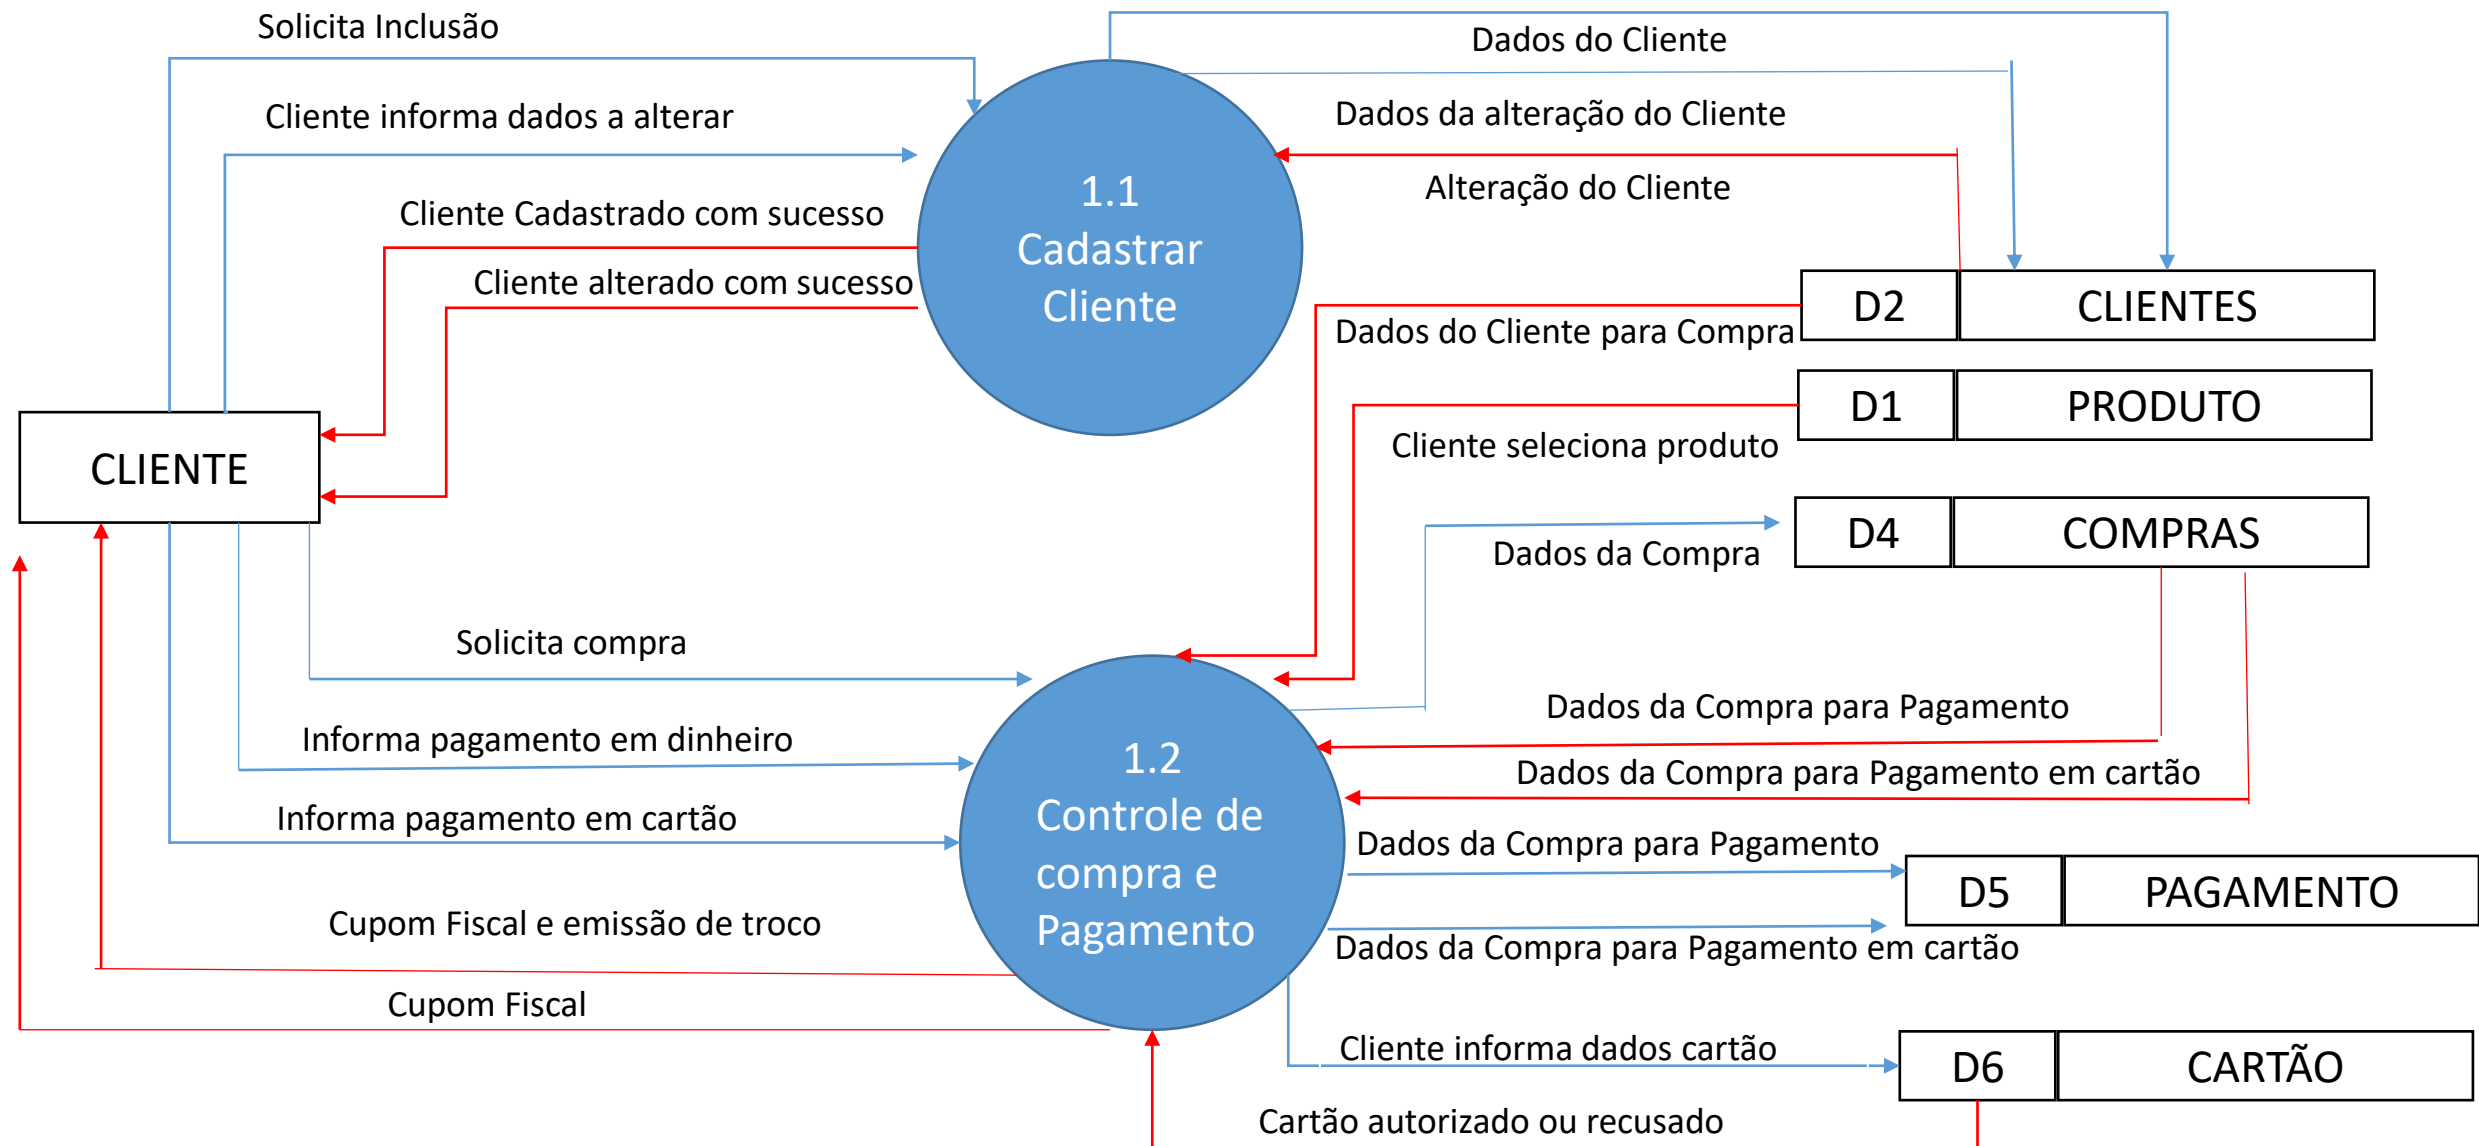 Solicita Inclusão
Dados do Cliente
Cliente informa dados a alterar
Dados da alteração do Cliente
1.1
Cadastrar
Cliente
Alteração do Cliente
Cliente Cadastrado com sucesso
Cliente alterado com sucesso
D2
CLIENTES
Dados do Cliente para Compra
D1
PRODUTO
Cliente seleciona produto
CLIENTE
D4
COMPRAS
Dados da Compra
Solicita compra
Dados da Compra para Pagamento
Informa pagamento em dinheiro
1.2
Controle de
compra e
Pagamento
Dados da Compra para Pagamento em cartão
Informa pagamento em cartão
Dados da Compra para Pagamento
D5
PAGAMENTO
Cupom Fiscal e emissão de troco
Dados da Compra para Pagamento em cartão
Cupom Fiscal
Cliente informa dados cartão
D6
CARTÃO
Cartão autorizado ou recusado